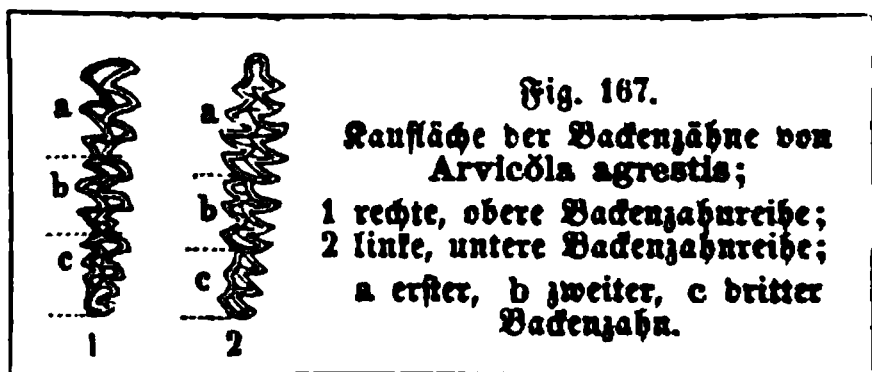 a
b
c
1
a
b
c
2
Fig. 167.
Kaufläche der Backenzähne von
Arvicŏla agrestis;
1 rechte, obere Backenzahnreihe;
2 linke, untere Backenzahnreihe;
a erster, b zweiter, c dritter
Backenzahn.